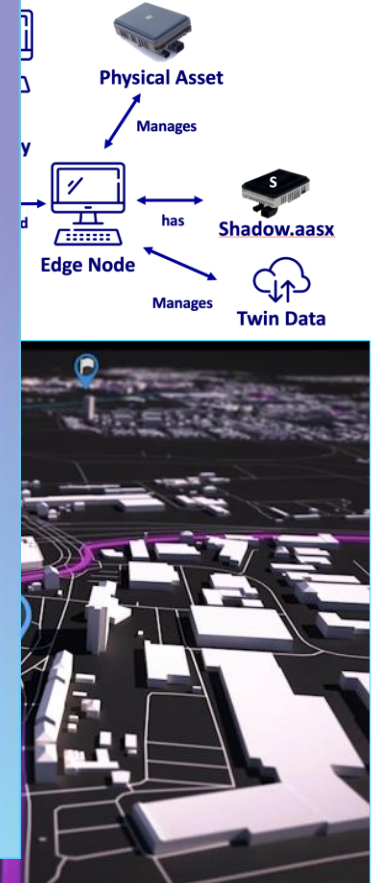 Physical Asset
Manages
y
d
has
S
Shadow.aasx
Edge Node
Manages
Twin Data